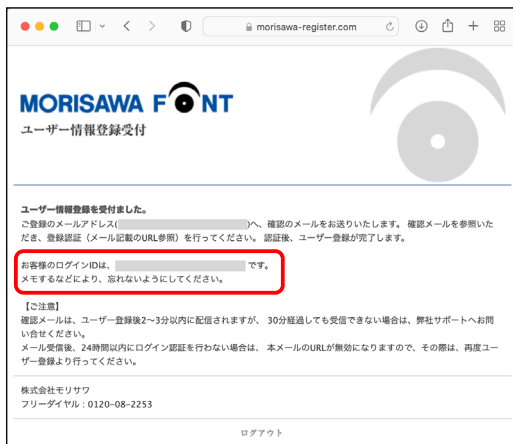 morisawa-register.com
MORISAWA FONT
ユーザー情報登録受付
ユーザー情報登録を受付ました。
ご登録のメールアドレス( )へ、確認のメールをお送りいたします。 確認メールを参照いた
だき、登録認証（メール記載のURL参照）を行ってください。 認証後、ユーザー登録が完了します。
お客様のログインIDは、 です。
メモするなどにより、忘れないようにしてください。
【ご注意】
確認メールは、ユーザー登録後2〜3分以内に配信されますが、 30分経過しても受信できない場合は、弊社サポートへお問
い合せください。
メール受信後、24時間以内にログイン認証を行わない場合は、 本メールのURLが無効になりますので、その際は、再度ユー
ザー登録より行ってください。
株式会社モリサワ
フリーダイヤル：0120-08-2253
ログアウト